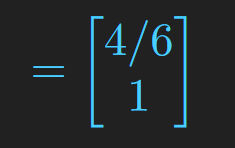 = [4/6
1]